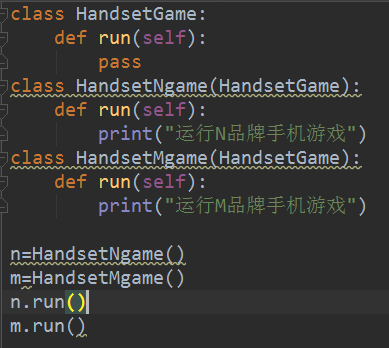 class HandsetGame:
    def run(self):
        pass
class HandsetNgame(HandsetGame):
    def run(self):
        print("运行N品牌手机游戏")
class HandsetMgame(HandsetGame):
    def run(self):
        print("运行M品牌手机游戏")

n=HandsetNgame()
m=HandsetMgame()
n.run()
m.run()